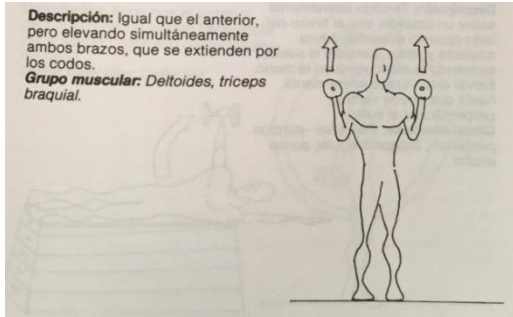 Descripción: Igual que el anterior,
pero elevando simultáneamente
ambos brazos, que se extienden por
los codos.
Grupo muscular: Deltoides, triceps
braquial.